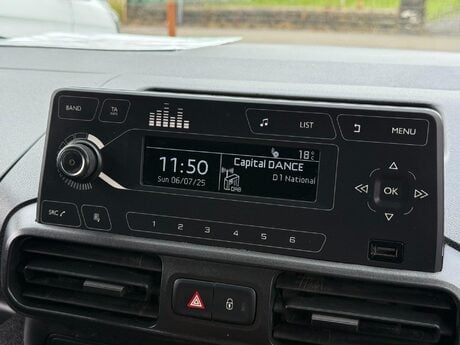 BAND
TA
LIST
MENU
18°C
11:50
Capital DANCE
Sun 06/07/25
DAB
D1 National
OK
SRC
1 2 3 4 5 6